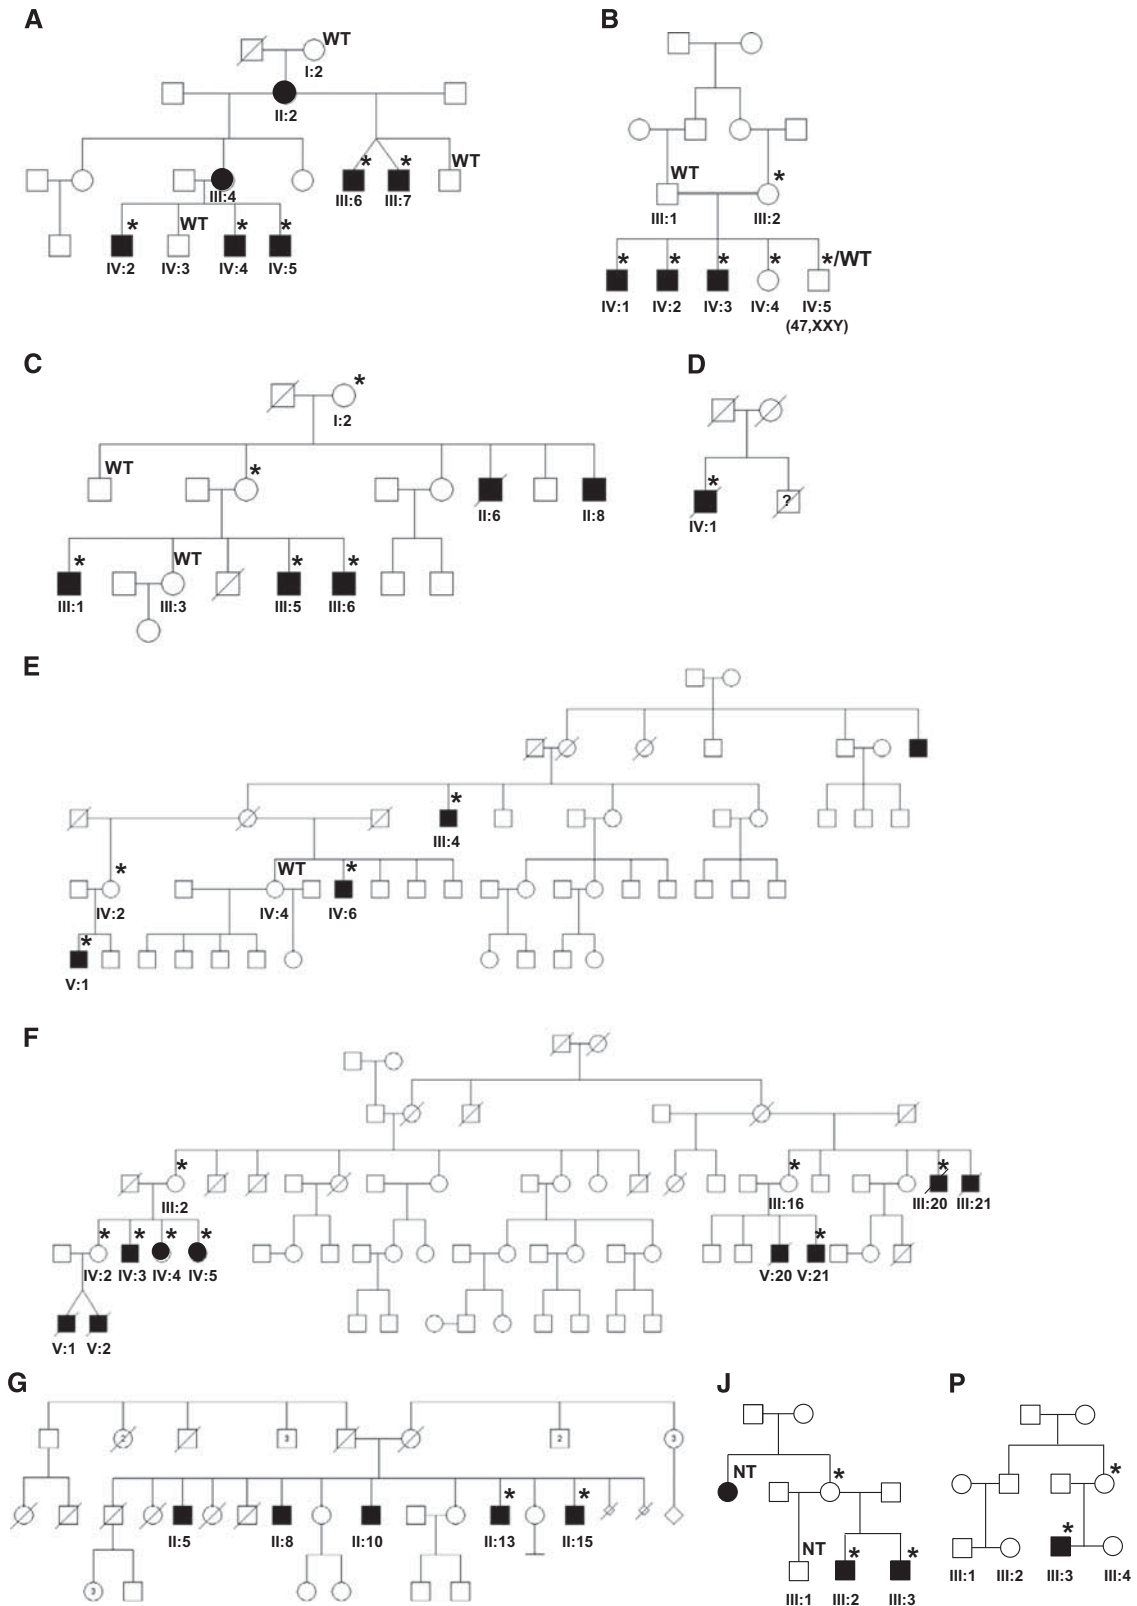 A
WT
I:2
II:2
* * WT
III:4 III:6 III:7
* WT * *
IV:2 IV:3 IV:4 IV:5
B
WT *
III:1 III:2
* * * * */WT
IV:1 IV:2 IV:3 IV:4 IV:5
(47,XXY)
C
*
I:2
WT *
II:6 II:8
* WT * *
III:1 III:3 III:5 III:6
D
*
?
IV:1
E
*
III:4
* WT *
IV:2 IV:4 IV:6
*
V:1
F
* * *
III:2 III:16 III:20 III:21
* * * * *
IV:2 IV:3 IV:4 IV:5 V:20 V:21
V:1 V:2
G
2 3 2 3
* *
II:5 II:8 II:10 II:13 II:15
3
J
NT *
NT * *
III:1 III:2 III:3
P
*
*
III:1 III:2 III:3 III:4